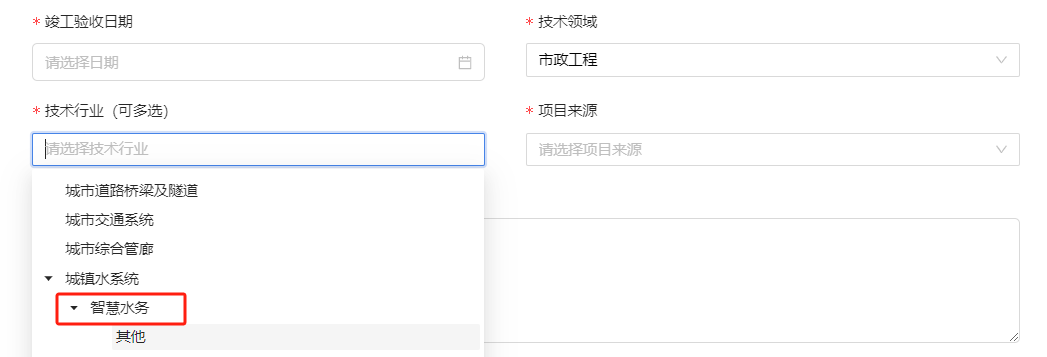 * 竣工验收日期
* 技术领域
请选择日期
市政工程
* 技术行业（可多选）
* 项目来源
请选择技术行业
请选择项目来源
城市道路桥梁及隧道
城市交通系统
城市综合管廊
城镇水系统
智慧水务
其他